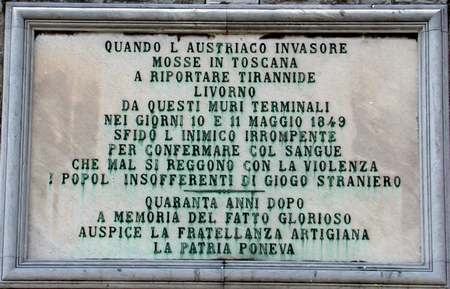 QUANDO L'AUSTRIACO INVASORE
MOSSE IN TOSCANA
A RIPORTARE TIRANNIDE
LIVORNO
DA QUESTI MURI TERMINALI
NEI GIORNI 10 E 11 MAGGIO 1849
SFIDO L'INIMICO IRROMPENTE
PER CONFERMARE COL SANGUE
CHE MAL SI REGGONO CON LA VIOLENZA
I POPOL' INSOFFERENTI DI GIOGO STRANIERO
QUARANTA ANNI DOPO
A MEMORIA DEL FATTO GLORIOSO
AUSPICE LA FRATELLANZA ARTIGIANA
LA PATRIA PONEVA